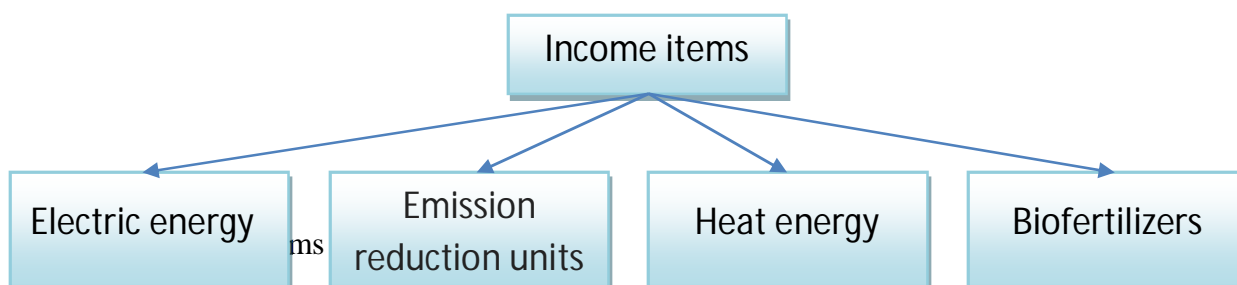 Income items
Electric energy
ms
Emission
reduction units
Heat energy
Biofertilizers